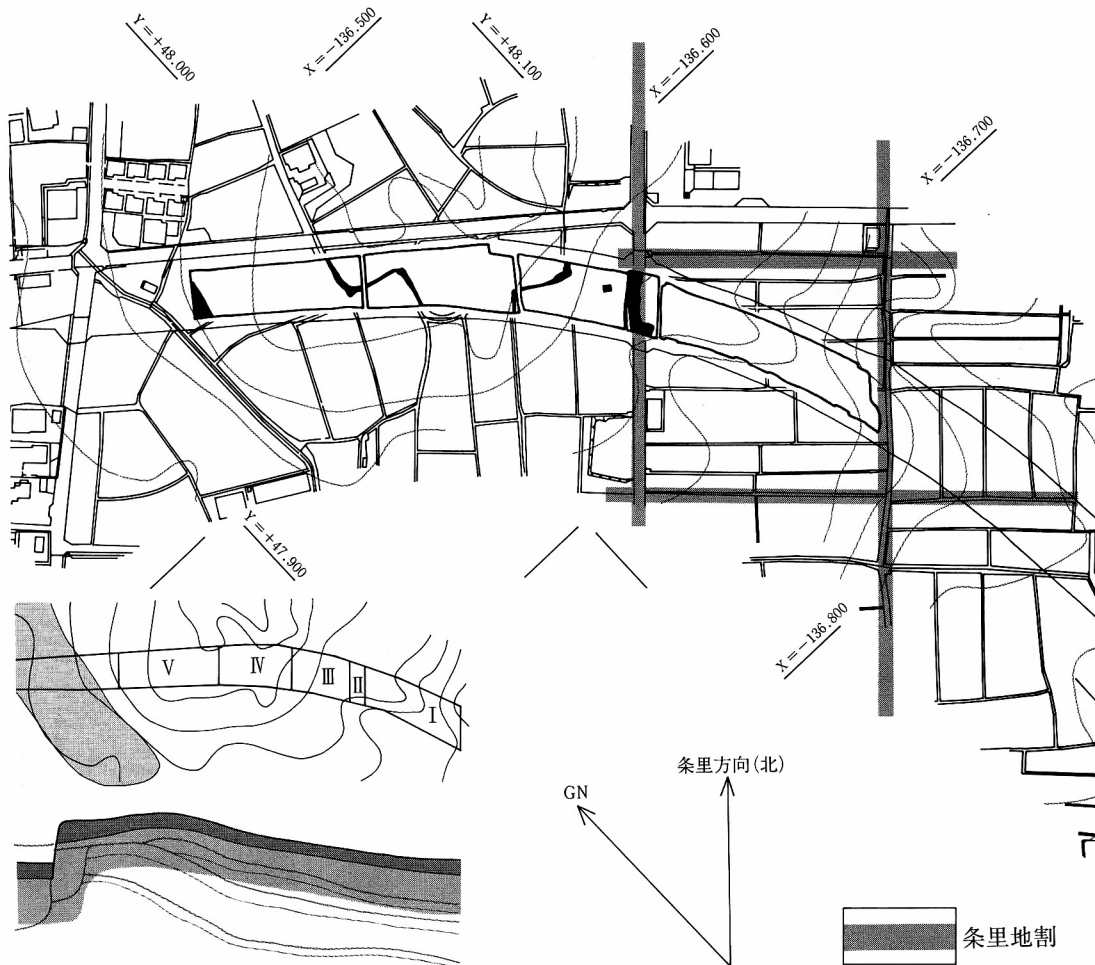 Y=+48.000
X=-136.500
Y=+48.100
X=-136.600
X=-136.700
Y=+47.900
X=-136.800
V
IV
III
II
I
条里方向(北)
GN
条里地割